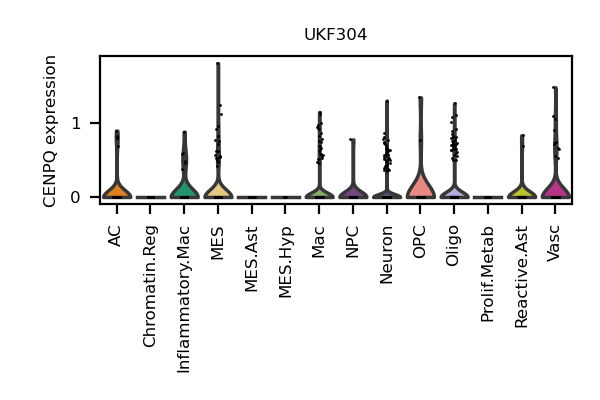 UKF304
CENPQ expression
1
0
AC
Chromatin.Reg
Inflammatory.Mac
MES
MES.Ast
MES.Hyp
Mac
NPC
Neuron
OPC
Oligo
Prolif.Metab
Reactive.Ast
Vasc